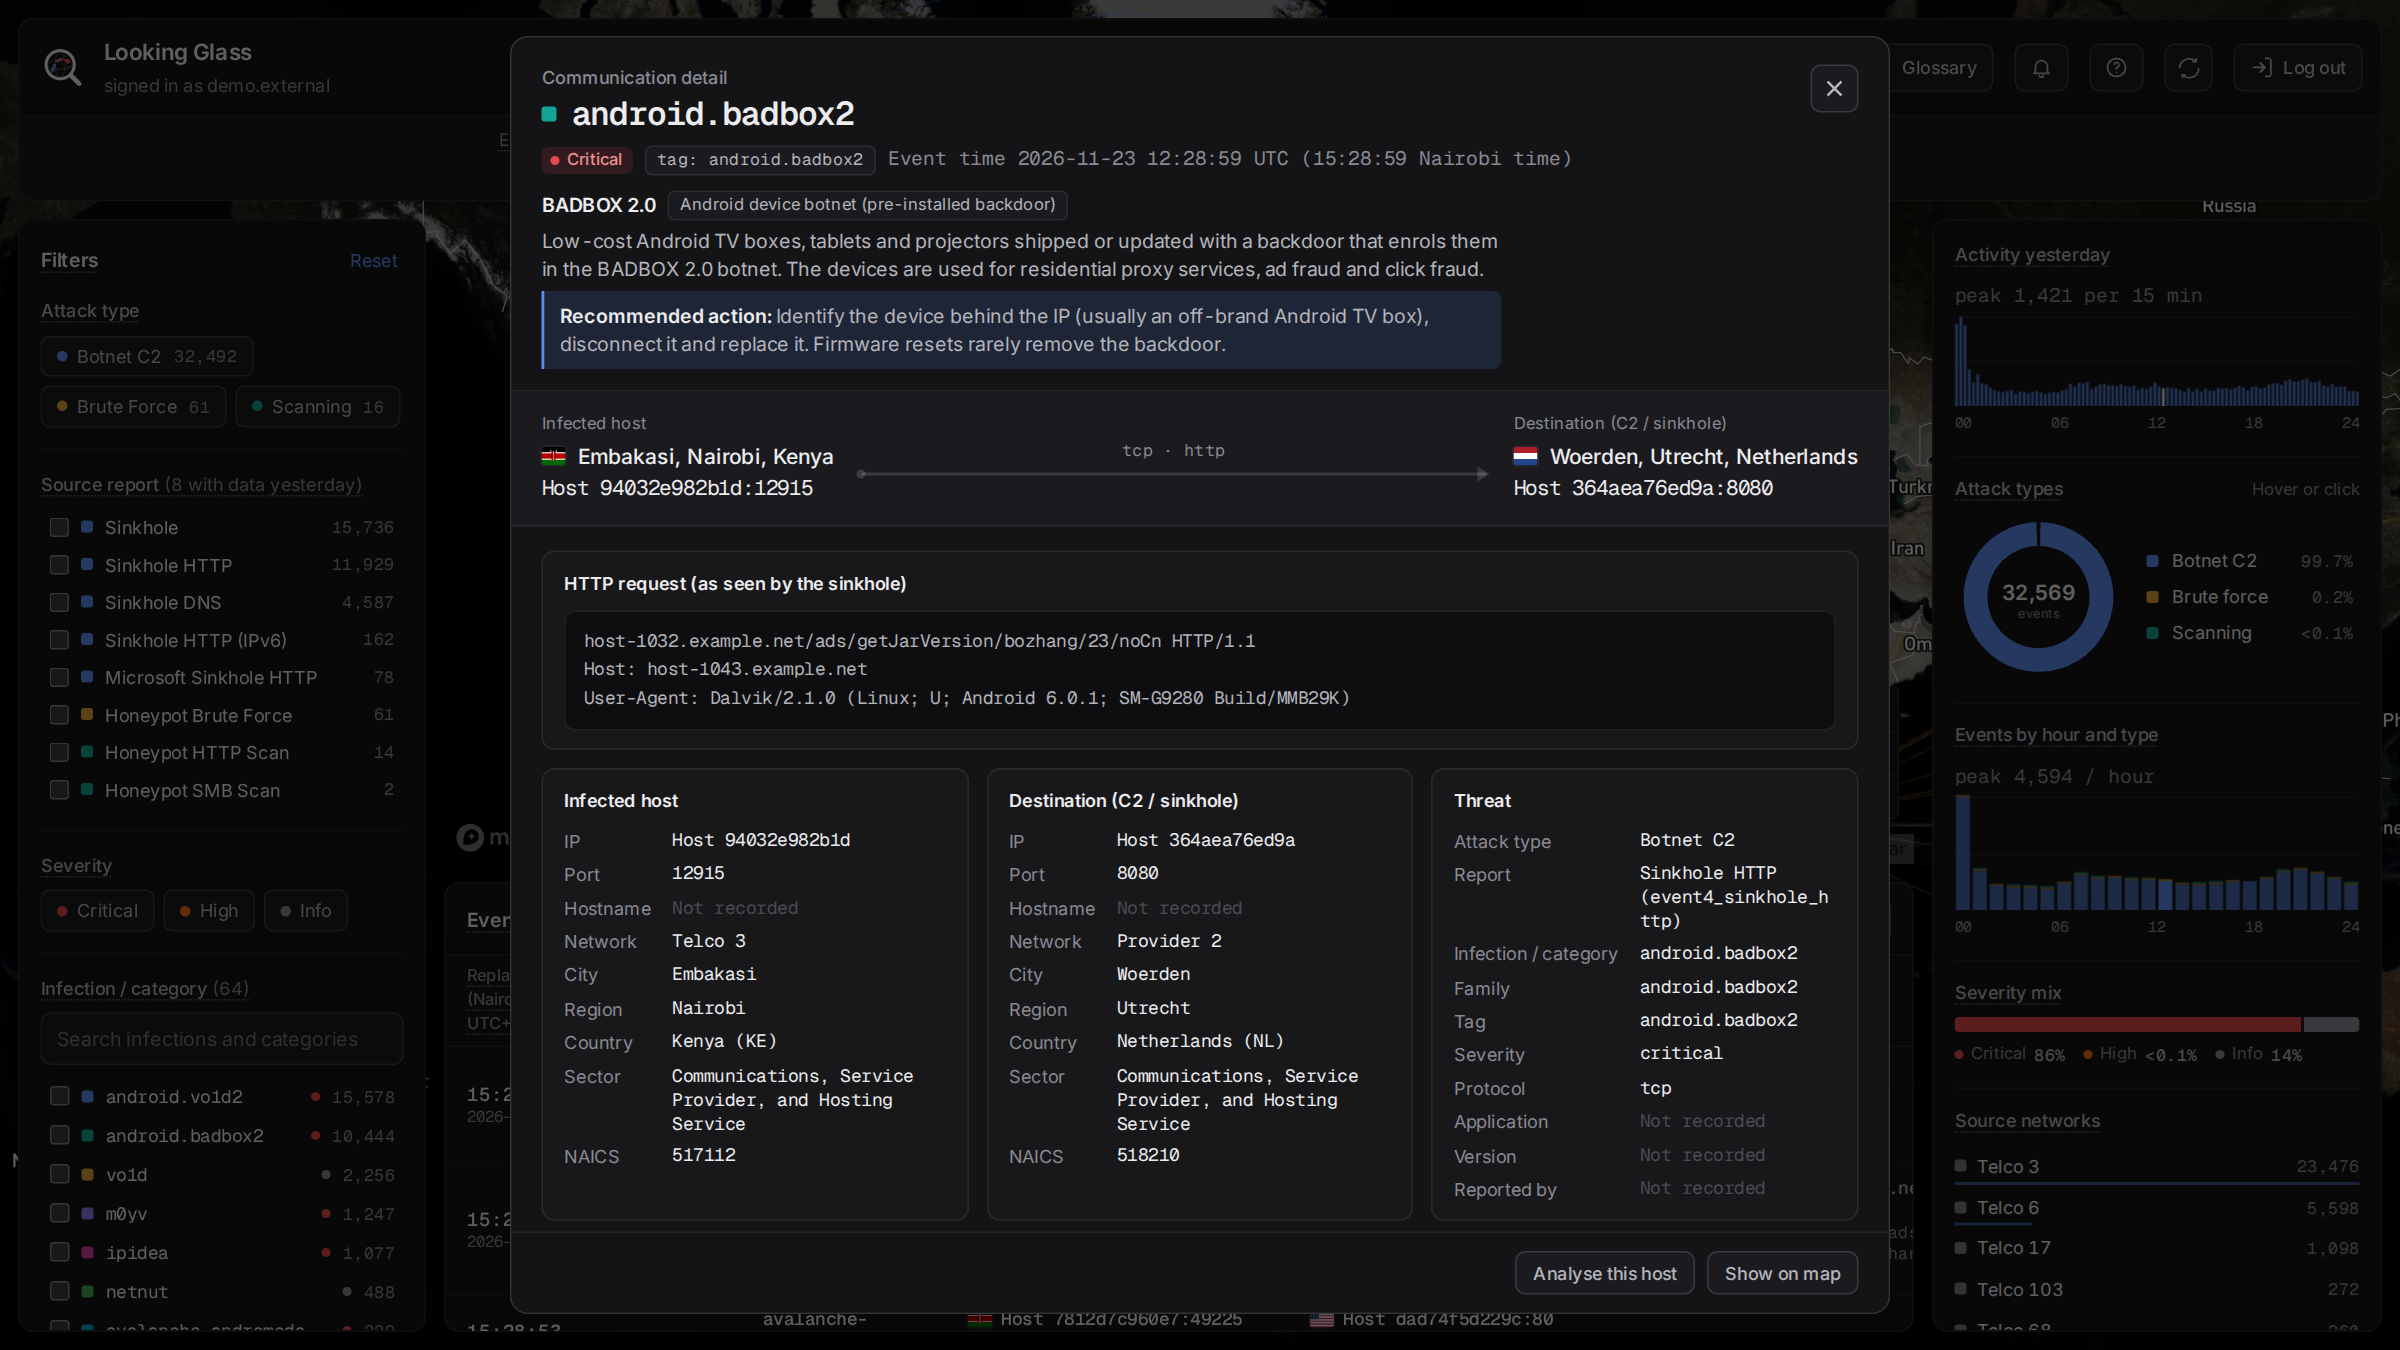 Looking Glass
signed in as demo.external
Glossary
Log out
Communication detail
android.badbox2
Critical
tag: android.badbox2
Event time 2026-11-23 12:28:59 UTC (15:28:59 Nairobi time)
BADBOX 2.0
Android device botnet (pre-installed backdoor)
Low-cost Android TV boxes, tablets and projectors shipped or updated with a backdoor that enrols them
in the BADBOX 2.0 botnet. The devices are used for residential proxy services, ad fraud and click fraud.
Recommended action: Identify the device behind the IP (usually an off-brand Android TV box),
disconnect it and replace it. Firmware resets rarely remove the backdoor.
Infected host
Embakasi, Nairobi, Kenya
Host 94032e982b1d:12915
tcp · http
Destination (C2 / sinkhole)
Woerden, Utrecht, Netherlands
Host 364aea76ed9a:8080
HTTP request (as seen by the sinkhole)
host-1032.example.net/ads/getJarVersion/bozhang/23/noCn HTTP/1.1
Host: host-1043.example.net
User-Agent: Dalvik/2.1.0 (Linux; U; Android 6.0.1; SM-G9280 Build/MMB29K)
Infected host
IP Host 94032e982b1d
Port 12915
Hostname Not recorded
Network Telco 3
City Embakasi
Region Nairobi
Country Kenya (KE)
Sector Communications, Service
Provider, and Hosting
Service
NAICS 517112
Destination (C2 / sinkhole)
IP Host 364aea76ed9a
Port 8080
Hostname Not recorded
Network Provider 2
City Woerden
Region Utrecht
Country Netherlands (NL)
Sector Communications, Service
Provider, and Hosting
Service
NAICS 518210
Threat
Attack type Botnet C2
Report Sinkhole HTTP
(event4_sinkhole_h
ttp)
Infection / category android.badbox2
Family android.badbox2
Tag android.badbox2
Severity critical
Protocol tcp
Application Not recorded
Version Not recorded
Reported by Not recorded
Analyse this host
Show on map
Filters
Reset
Attack type
Botnet C2 32,492
Brute Force 61
Scanning 16
Source report (8 with data yesterday)
Sinkhole 15,736
Sinkhole HTTP 11,929
Sinkhole DNS 4,587
Sinkhole HTTP (IPv6) 162
Microsoft Sinkhole HTTP 78
Honeypot Brute Force 61
Honeypot HTTP Scan 14
Honeypot SMB Scan 2
Severity
Critical
High
Info
Infection / category (64)
Search infections and categories
android.vo1d2 15,578
android.badbox2 10,444
vo1d 2,256
m0yv 1,247
ipidea 1,077
netnut 488
avalanche-
Host 7812d7c960e7:49225
Host dad74f5d229c:80
Russia
Iran
Activity yesterday
peak 1,421 per 15 min
00 06 12 18 24
Attack types
Hover or click
32,569
events
Botnet C2 99.7%
Brute force 0.2%
Scanning <0.1%
Events by hour and type
peak 4,594 / hour
00 06 12 18 24
Severity mix
Critical 86%
High <0.1%
Info 14%
Source networks
Telco 3 23,476
Telco 6 5,598
Telco 17 1,098
Telco 103 272